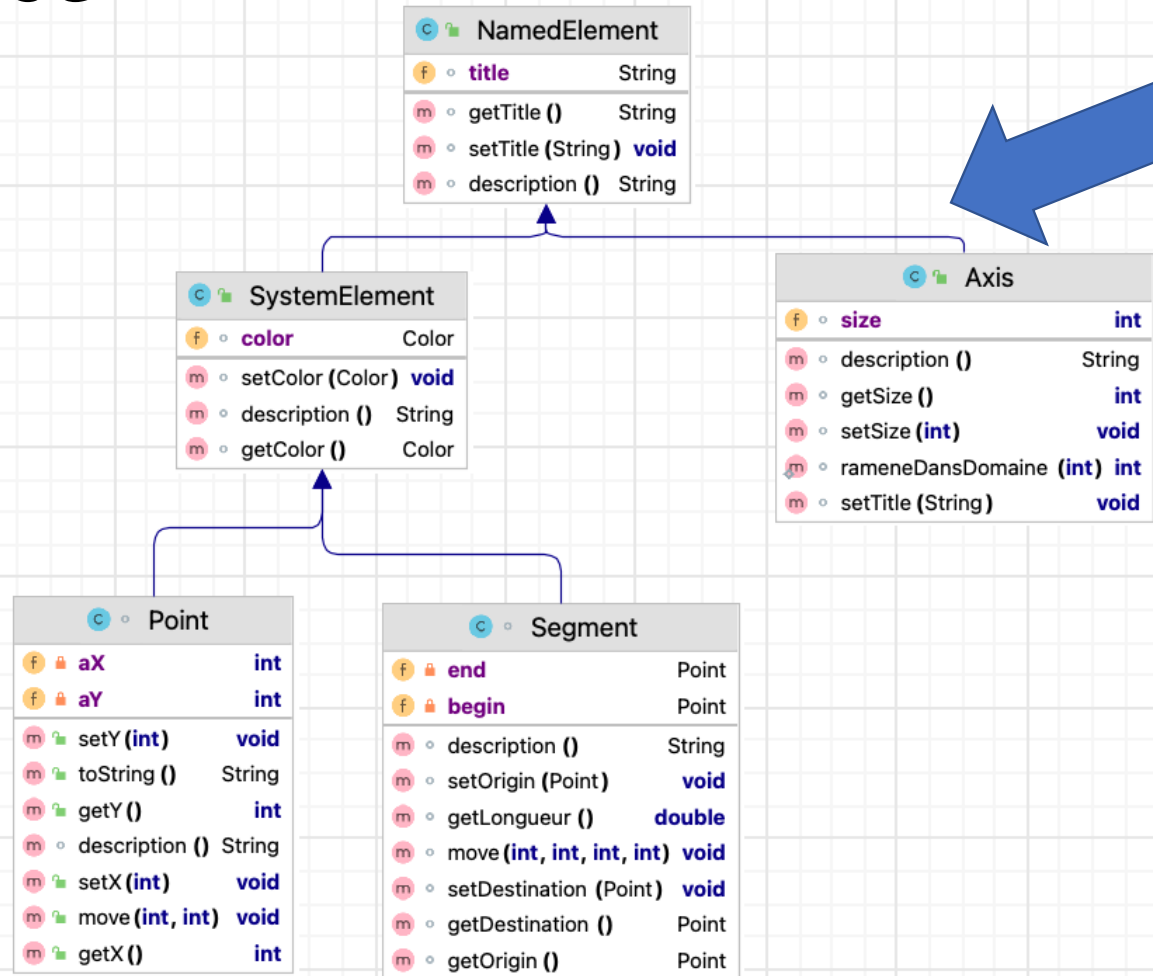 NamedElement
title String
getTitle () String
setTitle (String) void
description () String
SystemElement
color Color
setColor (Color) void
description () String
getColor () Color
Axis
size int
description () String
getSize () int
setSize (int) void
rameneDansDomaine (int) int
setTitle (String) void
Point
aX int
aY int
setY (int) void
toString () String
getY () int
description () String
setX (int) void
move (int, int) void
getX () int
Segment
end Point
begin Point
description () String
setOrigin (Point) void
getLongueur () double
move (int, int, int, int) void
setDestination (Point) void
getDestination () Point
getOrigin () Point